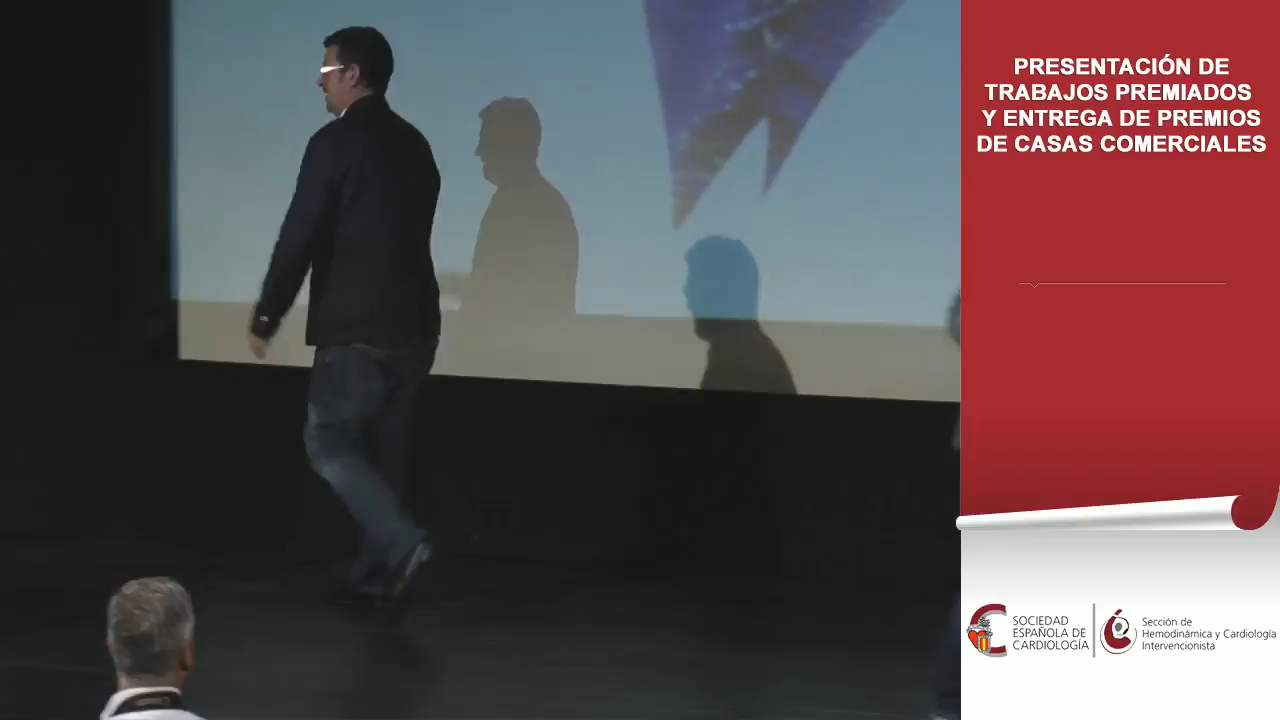 PRESENTACIÓN DE
TRABAJOS PREMIADOS
Y ENTREGA DE PREMIOS
DE CASAS COMERCIALES
SOCIEDAD
ESPAÑOLA DE
CARDIOLOGÍA
Sección de
Hemodinámica y Cardiología
Intervencionista